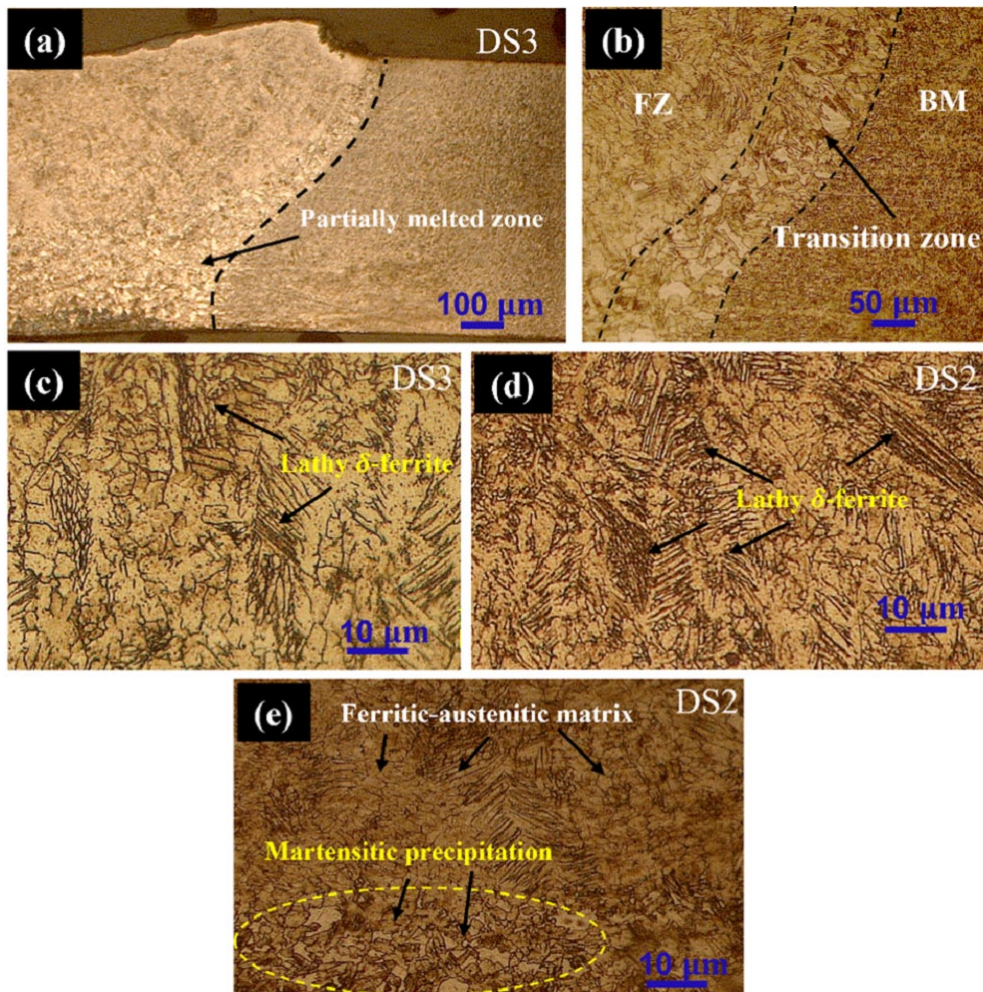 (a)
DS3
Partially melted zone
100 μm
(b)
FZ
BM
Transition zone
50 μm
(c)
DS3
Lathy δ-ferrite
10 μm
(d)
DS2
Lathy δ-ferrite
10 μm
(e)
DS2
Ferritic-austenitic matrix
Martensitic precipitation
10 μm